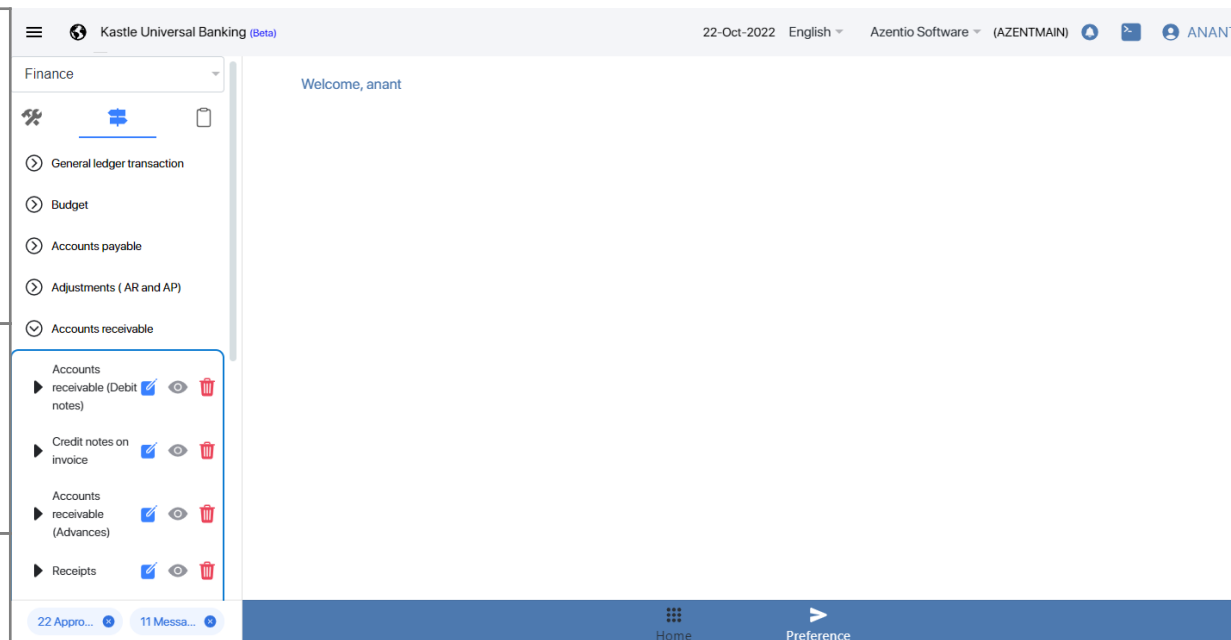 Kastle Universal Banking (Beta)
22-Oct-2022 English Azentio Software (AZENTMAIN) ANANT
Finance
Welcome, anant
General ledger transaction
Budget
Accounts payable
Adjustments ( AR and AP)
Accounts receivable
Accounts
receivable (Debit
notes)
Credit notes on
invoice
Accounts
receivable
(Advances)
Receipts
22 Appro...
11 Messa...
Home
Preference